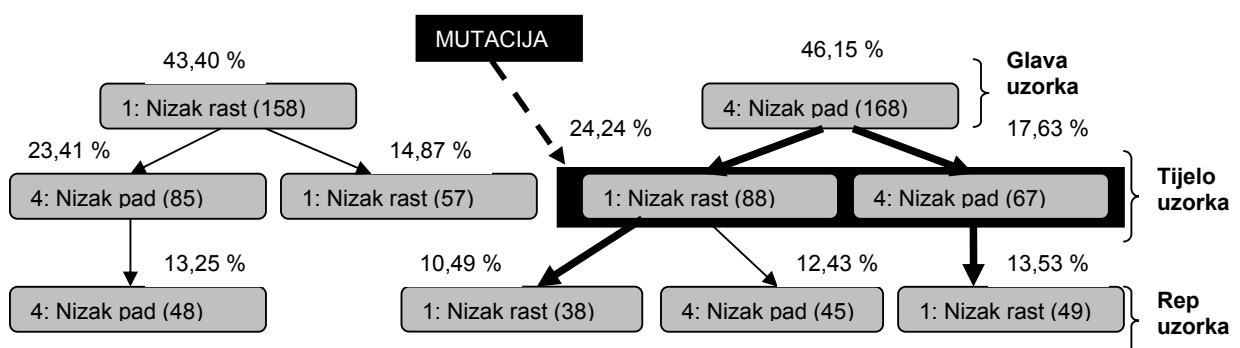 MUTACIJA
43,40 %
46,15 %
Glava
uzorka
1: Nizak rast (158)
4: Nizak pad (168)
23,41 %
14,87 %
24,24 %
17,63 %
4: Nizak pad (85)
1: Nizak rast (57)
1: Nizak rast (88)
4: Nizak pad (67)
Tijelo
uzorka
13,25 %
10,49 %
12,43 %
13,53 %
4: Nizak pad (48)
1: Nizak rast (38)
4: Nizak pad (45)
1: Nizak rast (49)
Rep
uzorka